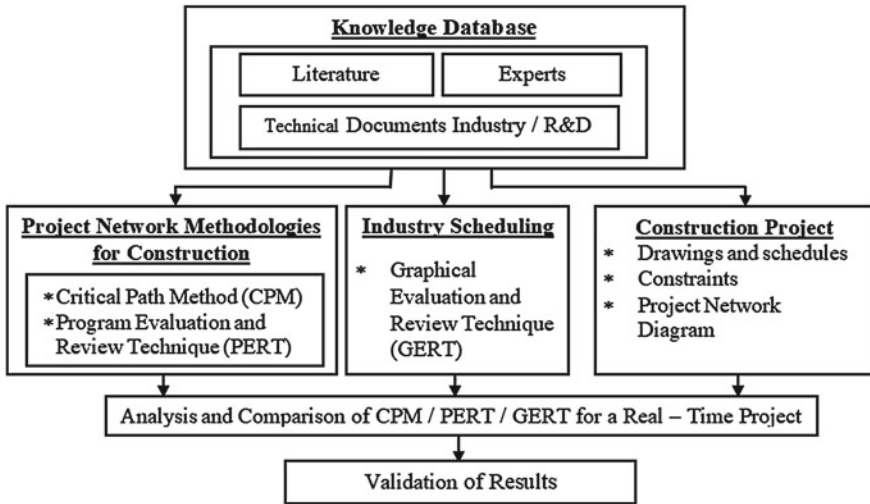 Knowledge Database
Literature
Experts
Technical Documents Industry / R&D
Project Network Methodologies
for Construction
*Critical Path Method (CPM)
*Program Evaluation and
Review Technique (PERT)
Industry Scheduling
* Graphical
Evaluation and
Review Technique
(GERT)
Construction Project
* Drawings and schedules
* Constraints
* Project Network
Diagram
Analysis and Comparison of CPM / PERT / GERT for a Real – Time Project
Validation of Results